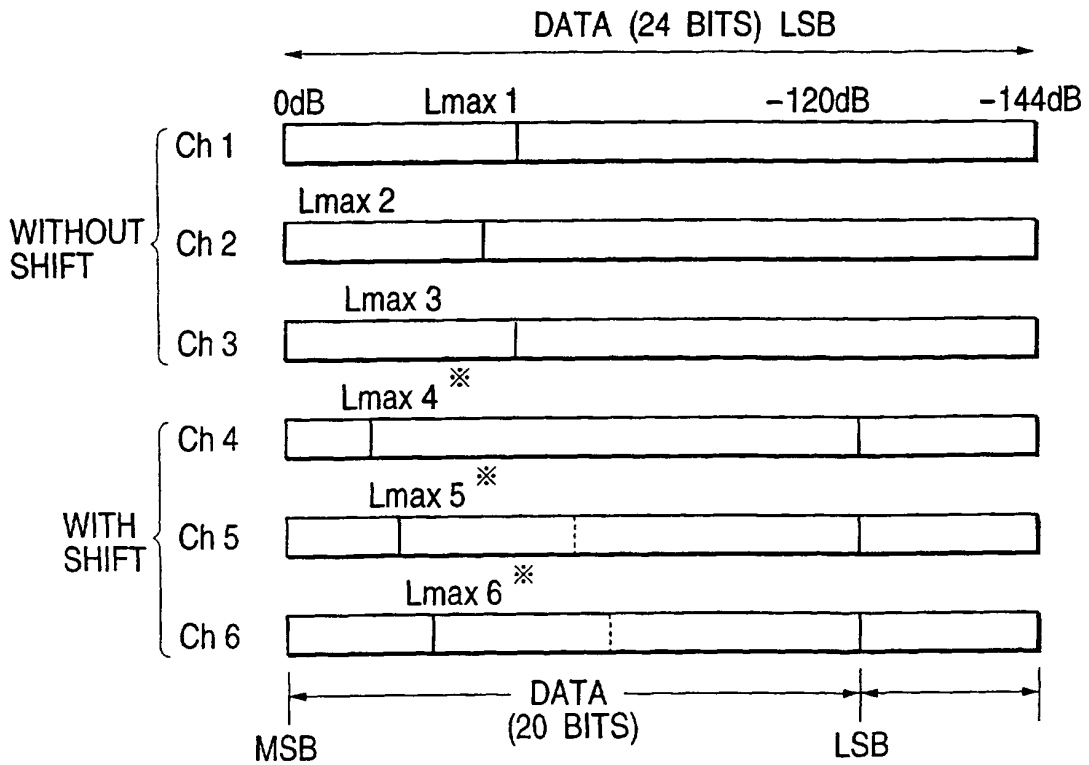 DATA (24 BITS) LSB
0dB Lmax 1 -120dB -144dB
Ch 1
Lmax 2
WITHOUT SHIFT
Ch 2
Lmax 3
Ch 3
Lmax 4 ※
Ch 4
Lmax 5 ※
WITH SHIFT
Ch 5
Lmax 6 ※
Ch 6
DATA
(20 BITS)
MSB LSB